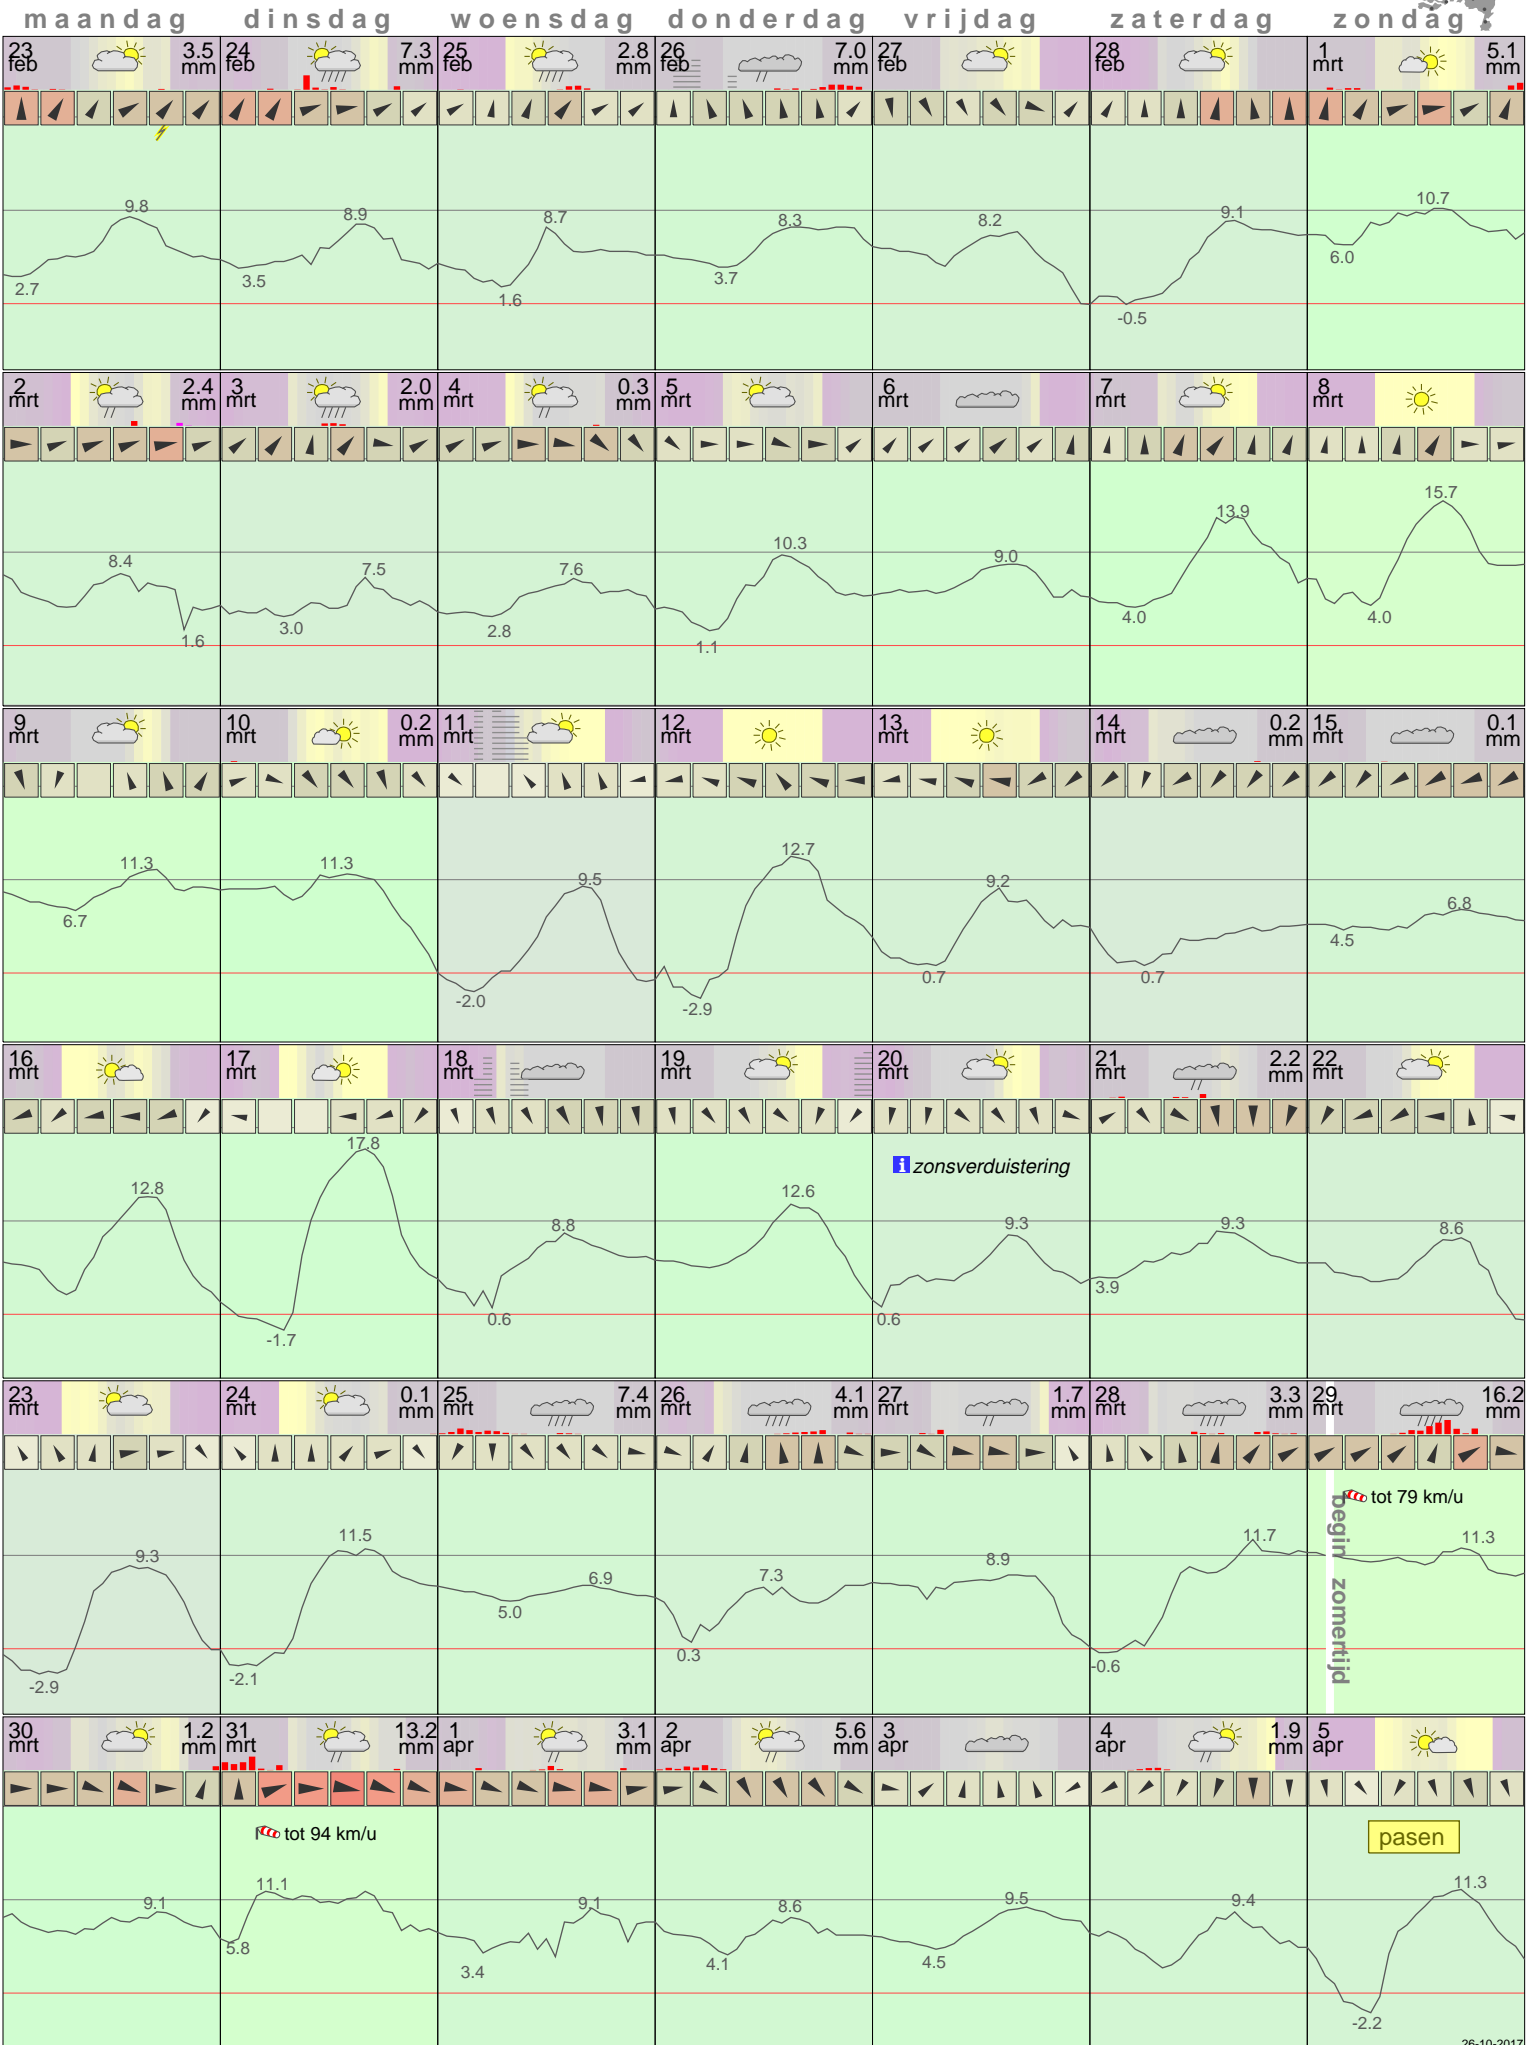 maandag dinsdag woensdag donderdag vrijdag zaterdag zondag
23 feb 3.5 mm 24 feb 7.3 mm 25 feb 2.8 mm 26 feb 7.0 mm 27 feb 28 feb 1 mrt 5.1 mm
9.8 8.9 8.7 8.3 8.2 9.1 10.7
2.7 3.5 1.6 3.7 -0.5 6.0
2 mrt 2.4 mm 3 mrt 2.0 mm 4 mrt 0.3 mm 5 mrt 6 mrt 7 mrt 8 mrt
8.4 7.5 7.6 10.3 9.0 13.9 15.7
1.6 3.0 2.8 1.1 4.0 4.0
9 mrt 10 mrt 0.2 mm 11 mrt 12 mrt 13 mrt 14 mrt 0.2 mm 15 mrt 0.1 mm
11.3 11.3 9.5 12.7 9.2 6.8
6.7 -2.0 -2.9 0.7 0.7 4.5
16 mrt 17 mrt 18 mrt 19 mrt 20 mrt 21 mrt 2.2 mm 22 mrt
i zonsverduistering
12.8 17.8 8.8 12.6 9.3 9.3 8.6
-1.7 0.6 0.6 3.9
23 mrt 24 mrt 0.1 mm 25 mrt 7.4 mm 26 mrt 4.1 mm 27 mrt 1.7 mm 28 mrt 3.3 mm 29 mrt 16.2 mm
tot 79 km/u
begin zomertijd
9.3 11.5 6.9 7.3 8.9 11.7 11.3
-2.9 -2.1 5.0 0.3 -0.6
30 mrt 1.2 mm 31 mrt 13.2 mm 1 apr 3.1 mm 2 apr 5.6 mm 3 apr 4 apr 1.9 mm 5 apr
tot 94 km/u
pasen
9.1 11.1 9.1 8.6 9.5 9.4 11.3
5.8 3.4 4.1 4.5 -2.2
26-10-2017